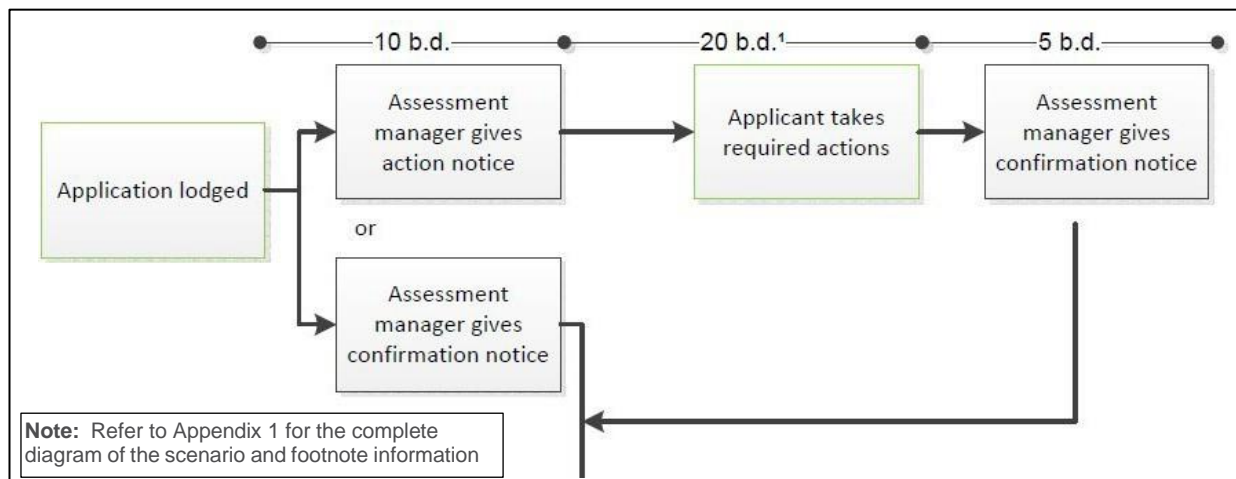 10 b.d.
20 b.d.¹
5 b.d.
Application lodged
Assessment
manager gives
action notice
Applicant takes
required actions
Assessment
manager gives
confirmation notice
or
Assessment
manager gives
confirmation notice
Note: Refer to Appendix 1 for the complete
diagram of the scenario and footnote information